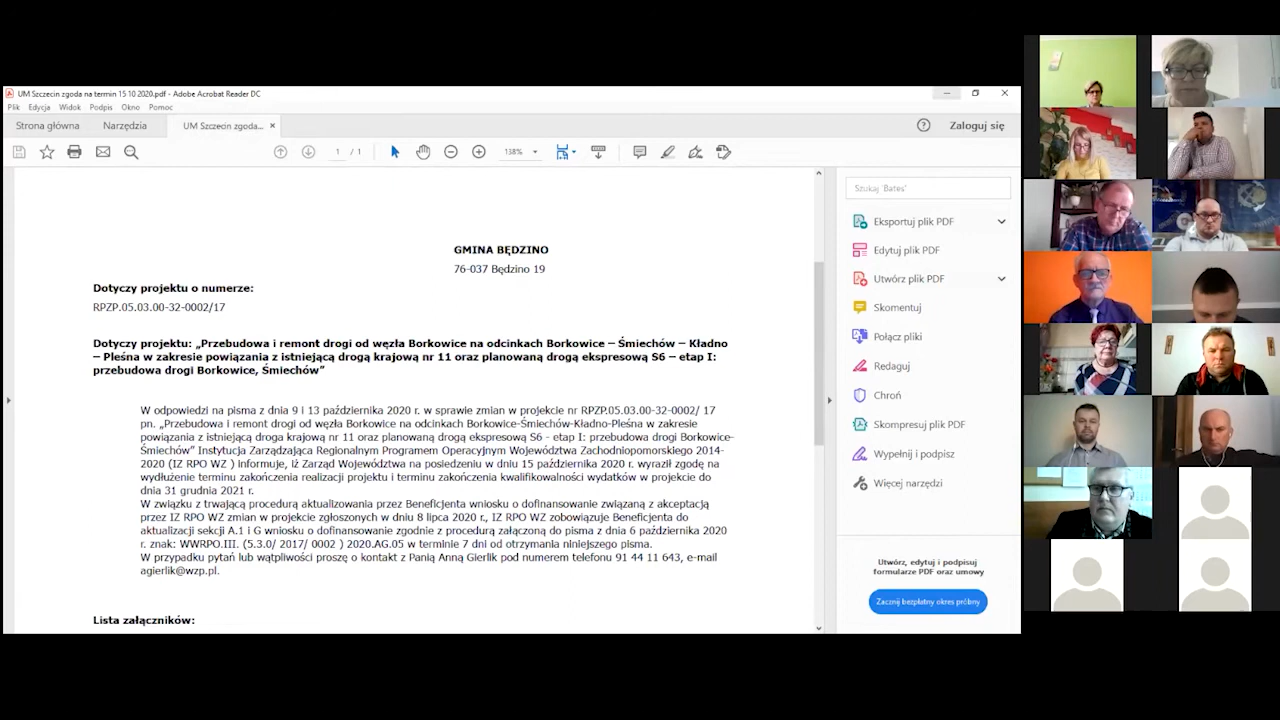 UM Szczecin zgoda na termin 15 10 2020.pdf - Adobe Acrobat Reader DC
Plik Edycja Widok Podpis Okno Pomoc
Strona główna Narzędzia UM Szczecin zgoda... × Zaloguj się
1 / 1 138%
GMINA BĘDZINO
76-037 Będzino 19
Dotyczy projektu o numerze:
RPZP.05.03.00-32-0002/17
Dotyczy projektu: „Przebudowa i remont drogi od węzła Borkowice na odcinkach Borkowice – Śmiechów – Kładno
– Pleśna w zakresie powiązania z istniejącą drogą krajową nr 11 oraz planowaną drogą ekspresową S6 – etap I:
przebudowa drogi Borkowice, Śmiechów”
W odpowiedzi na pisma z dnia 9 i 13 października 2020 r. w sprawie zmian w projekcie nr RPZP.05.03.00-32-0002/ 17
pn. „Przebudowa i remont drogi od węzła Borkowice na odcinkach Borkowice-Śmiechów-Kładno-Pleśna w zakresie
powiązania z istniejącą droga krajową nr 11 oraz planowaną drogą ekspresową S6 - etap I: przebudowa drogi Borkowice-
Śmiechów” Instytucja Zarządzająca Regionalnym Programem Operacyjnym Województwa Zachodniopomorskiego 2014-
2020 (IZ RPO WZ ) informuje, iż Zarząd Województwa na posiedzeniu w dniu 15 października 2020 r. wyraził zgodę na
wydłużenie terminu zakończenia realizacji projektu i terminu zakończenia kwalifikowalności wydatków w projekcie do
dnia 31 grudnia 2021 r.
W związku z trwającą procedurą aktualizowania przez Beneficjenta wniosku o dofinansowanie związaną z akceptacją
przez IZ RPO WZ zmian w projekcie zgłoszonych w dniu 8 lipca 2020 r., IZ RPO WZ zobowiązuje Beneficjenta do
aktualizacji sekcji A.1 i G wniosku o dofinansowanie zgodnie z procedurą załączoną do pisma z dnia 6 października 2020
r. znak: WWRPO.III. (5.3.0/ 2017/ 0002 ) 2020.AG.05 w terminie 7 dni od otrzymania niniejszego pisma.
W przypadku pytań lub wątpliwości proszę o kontakt z Panią Anną Gierlik pod numerem telefonu 91 44 11 643, e-mail
agierlik@wzp.pl.
Lista załączników:
Szukaj 'Bates'
Eksportuj plik PDF
Edytuj plik PDF
Utwórz plik PDF
Skomentuj
Połącz pliki
Redaguj
Chroń
Skompresuj plik PDF
Wypełnij i podpisz
Więcej narzędzi
Utwórz, edytuj i podpisuj
formularze PDF oraz umowy
Zacznij bezpłatny okres próbny